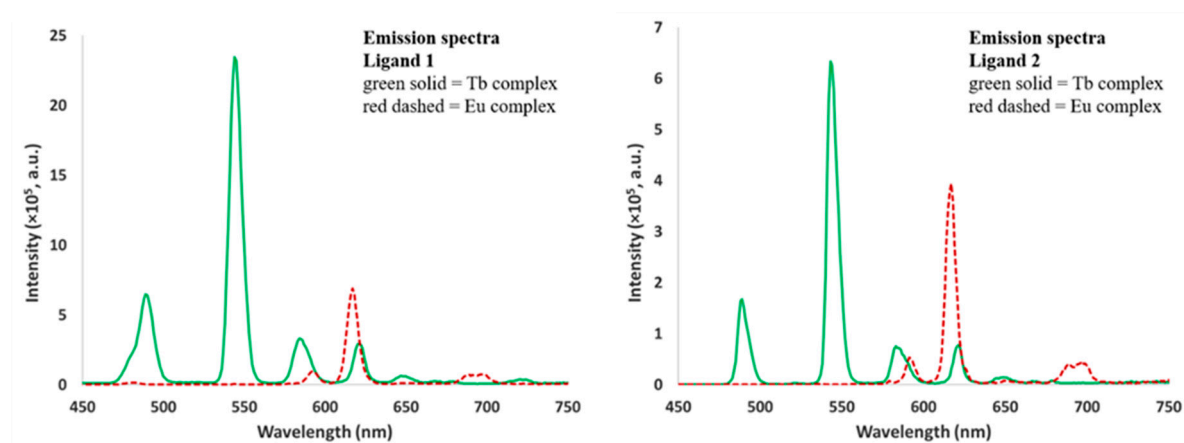 Emission spectra
Ligand 1
green solid = Tb complex
red dashed = Eu complex
Intensity (×10⁵, a.u.)
25
20
15
10
5
0
450 500 550 600 650 700 750
Wavelength (nm)
Emission spectra
Ligand 2
green solid = Tb complex
red dashed = Eu complex
Intensity (×10⁵, a.u.)
7
6
5
4
3
2
1
0
450 500 550 600 650 700 750
Wavelength (nm)